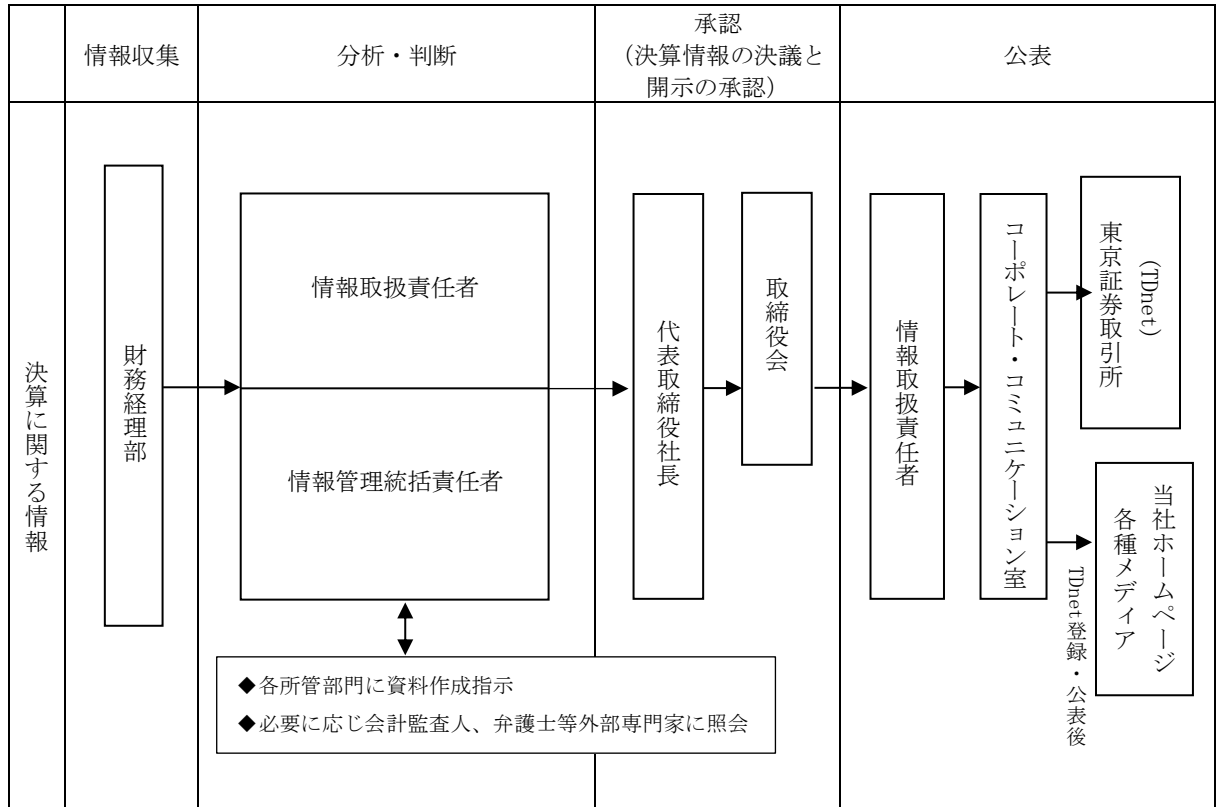 情報収集
分析・判断
承認
(決算情報の決議と
開示の承認)
公表
決算に関する情報
財務経理部
情報取扱責任者
情報管理統括責任者
◆各所管部門に資料作成指示
◆必要に応じ会計監査人、弁護士等外部専門家に照会
代表取締役社長
取締役会
情報取扱責任者
コーポレート・コミュニケーション室
(TDnet)
東京証券取引所
TDnet登録・公表後
当社ホームページ
各種メディア